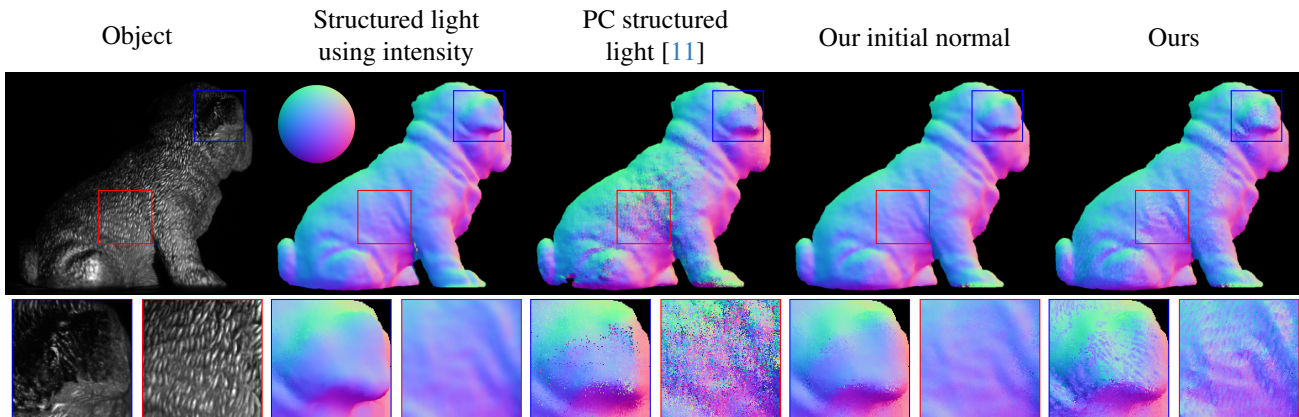 Object
Structured light
using intensity
PC structured
light [11]
Our initial normal
Ours